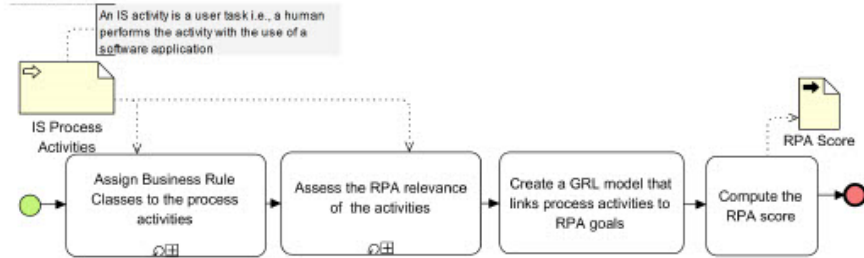 An IS activity is a user task i.e., a human
performs the activity with the use of a
software application
IS Process
Activities
RPA Score
Assign Business Rule
Classes to the process
activities
Assess the RPA relevance
of the activities
Create a GRL model that
links process activities to
RPA goals
Compute the
RPA score